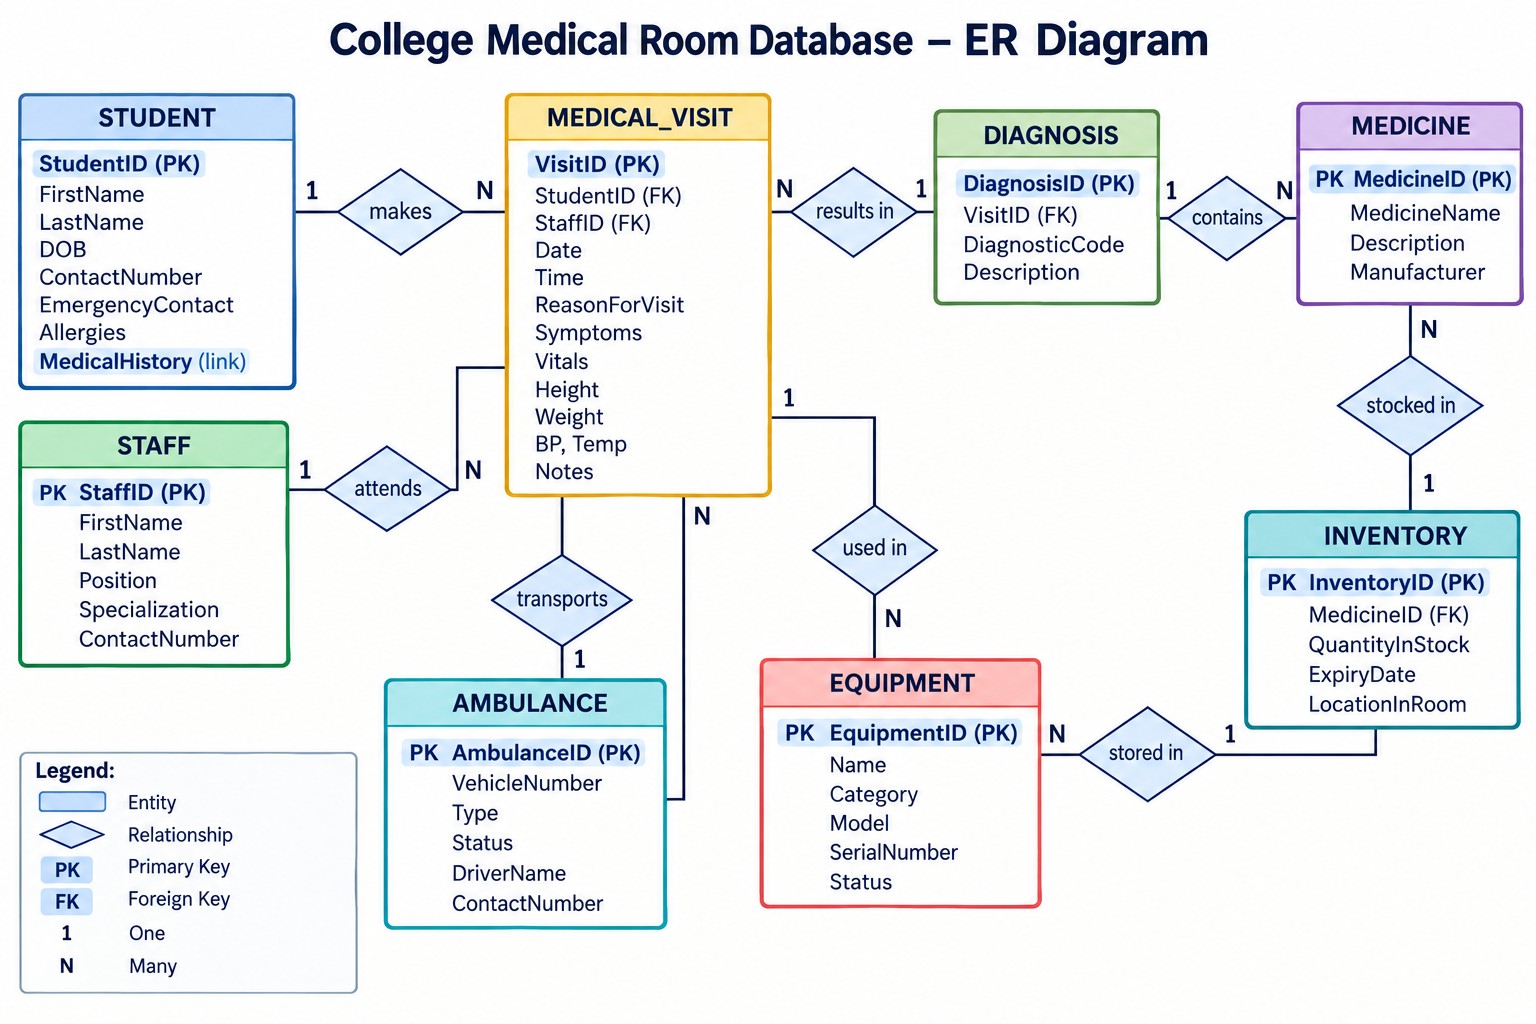 College Medical Room Database – ER Diagram
STUDENT
StudentID (PK)
FirstName
LastName
DOB
ContactNumber
EmergencyContact
Allergies
MedicalHistory (link)
1
makes
N
MEDICAL_VISIT
VisitID (PK)
StudentID (FK)
StaffID (FK)
Date
Time
ReasonForVisit
Symptoms
Vitals
Height
Weight
BP, Temp
Notes
N
results in
1
DIAGNOSIS
DiagnosisID (PK)
VisitID (FK)
DiagnosticCode
Description
1
contains
N
MEDICINE
PK MedicineID (PK)
MedicineName
Description
Manufacturer
N
stocked in
1
STAFF
PK StaffID (PK)
FirstName
LastName
Position
Specialization
ContactNumber
1
attends
N
1
used in
N
N
transports
1
INVENTORY
PK InventoryID (PK)
MedicineID (FK)
QuantityInStock
ExpiryDate
LocationInRoom
AMBULANCE
PK AmbulanceID (PK)
VehicleNumber
Type
Status
DriverName
ContactNumber
EQUIPMENT
PK EquipmentID (PK)
Name
Category
Model
SerialNumber
Status
N
stored in
1
Legend:
Entity
Relationship
PK Primary Key
FK Foreign Key
1 One
N Many